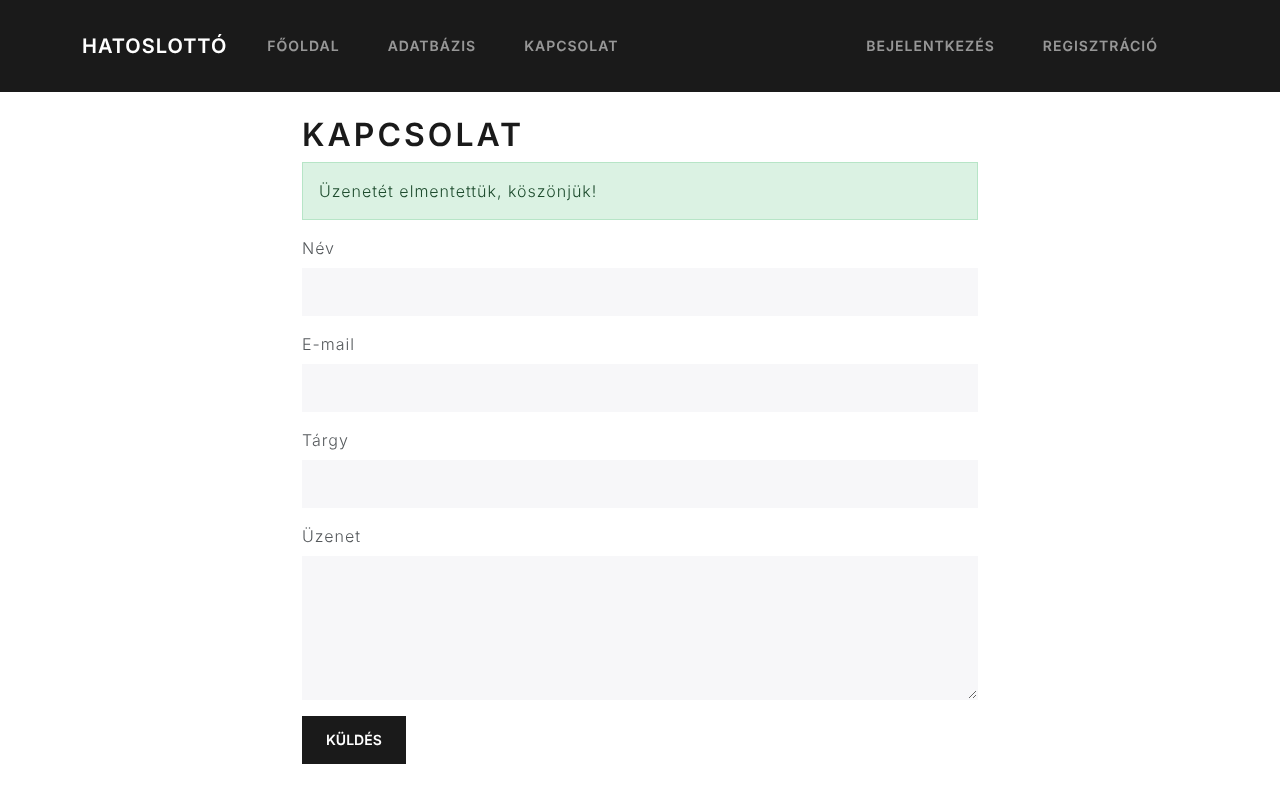 HATOSLOTTÓ FŐOLDAL ADATBÁZIS KAPCSOLAT BEJELENTKEZÉS REGISZTRÁCIÓ
KAPCSOLAT
Üzenetét elmentettük, köszönjük!
Név
E-mail
Tárgy
Üzenet
KÜLDÉS